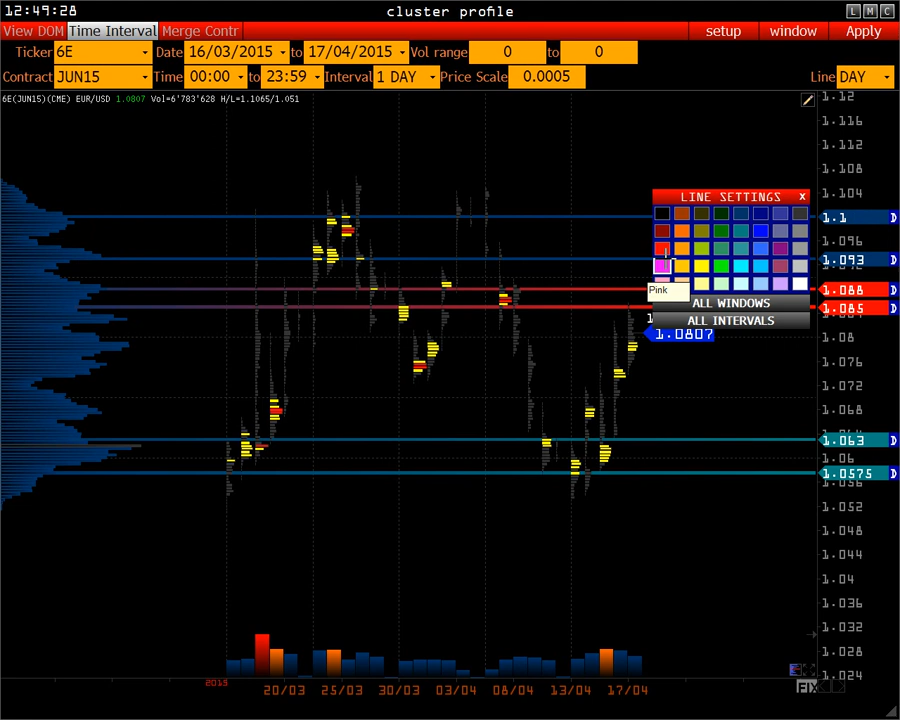 12:49:28 cluster profile L M C
View DOM Time Interval Merge Contr setup window Apply
Ticker 6E Date 16/03/2015 to 17/04/2015 Vol range 0 to 0
Contract JUN15 Time 00:00 to 23:59 Interval 1 DAY Price Scale 0.0005 Line DAY
6E(JUN15)(CME) EUR/USD 1.0807 Vol=6'783'628 H/L=1.1065/1.051
1.12
1.116
1.112
1.108
1.104
LINE SETTINGS x
1.1 D
1.096
1.093 D
1.088 D
Pink
ALL WINDOWS
1.085 D
ALL INTERVALS
1.0807
1.08
1.076
1.072
1.068
1.063 D
1.06
1.0575 D
1.056
1.052
1.048
1.044
1.04
1.036
1.032
1.028
1.024
2015
20/03 25/03 30/03 03/04 08/04 13/04 17/04
FIX